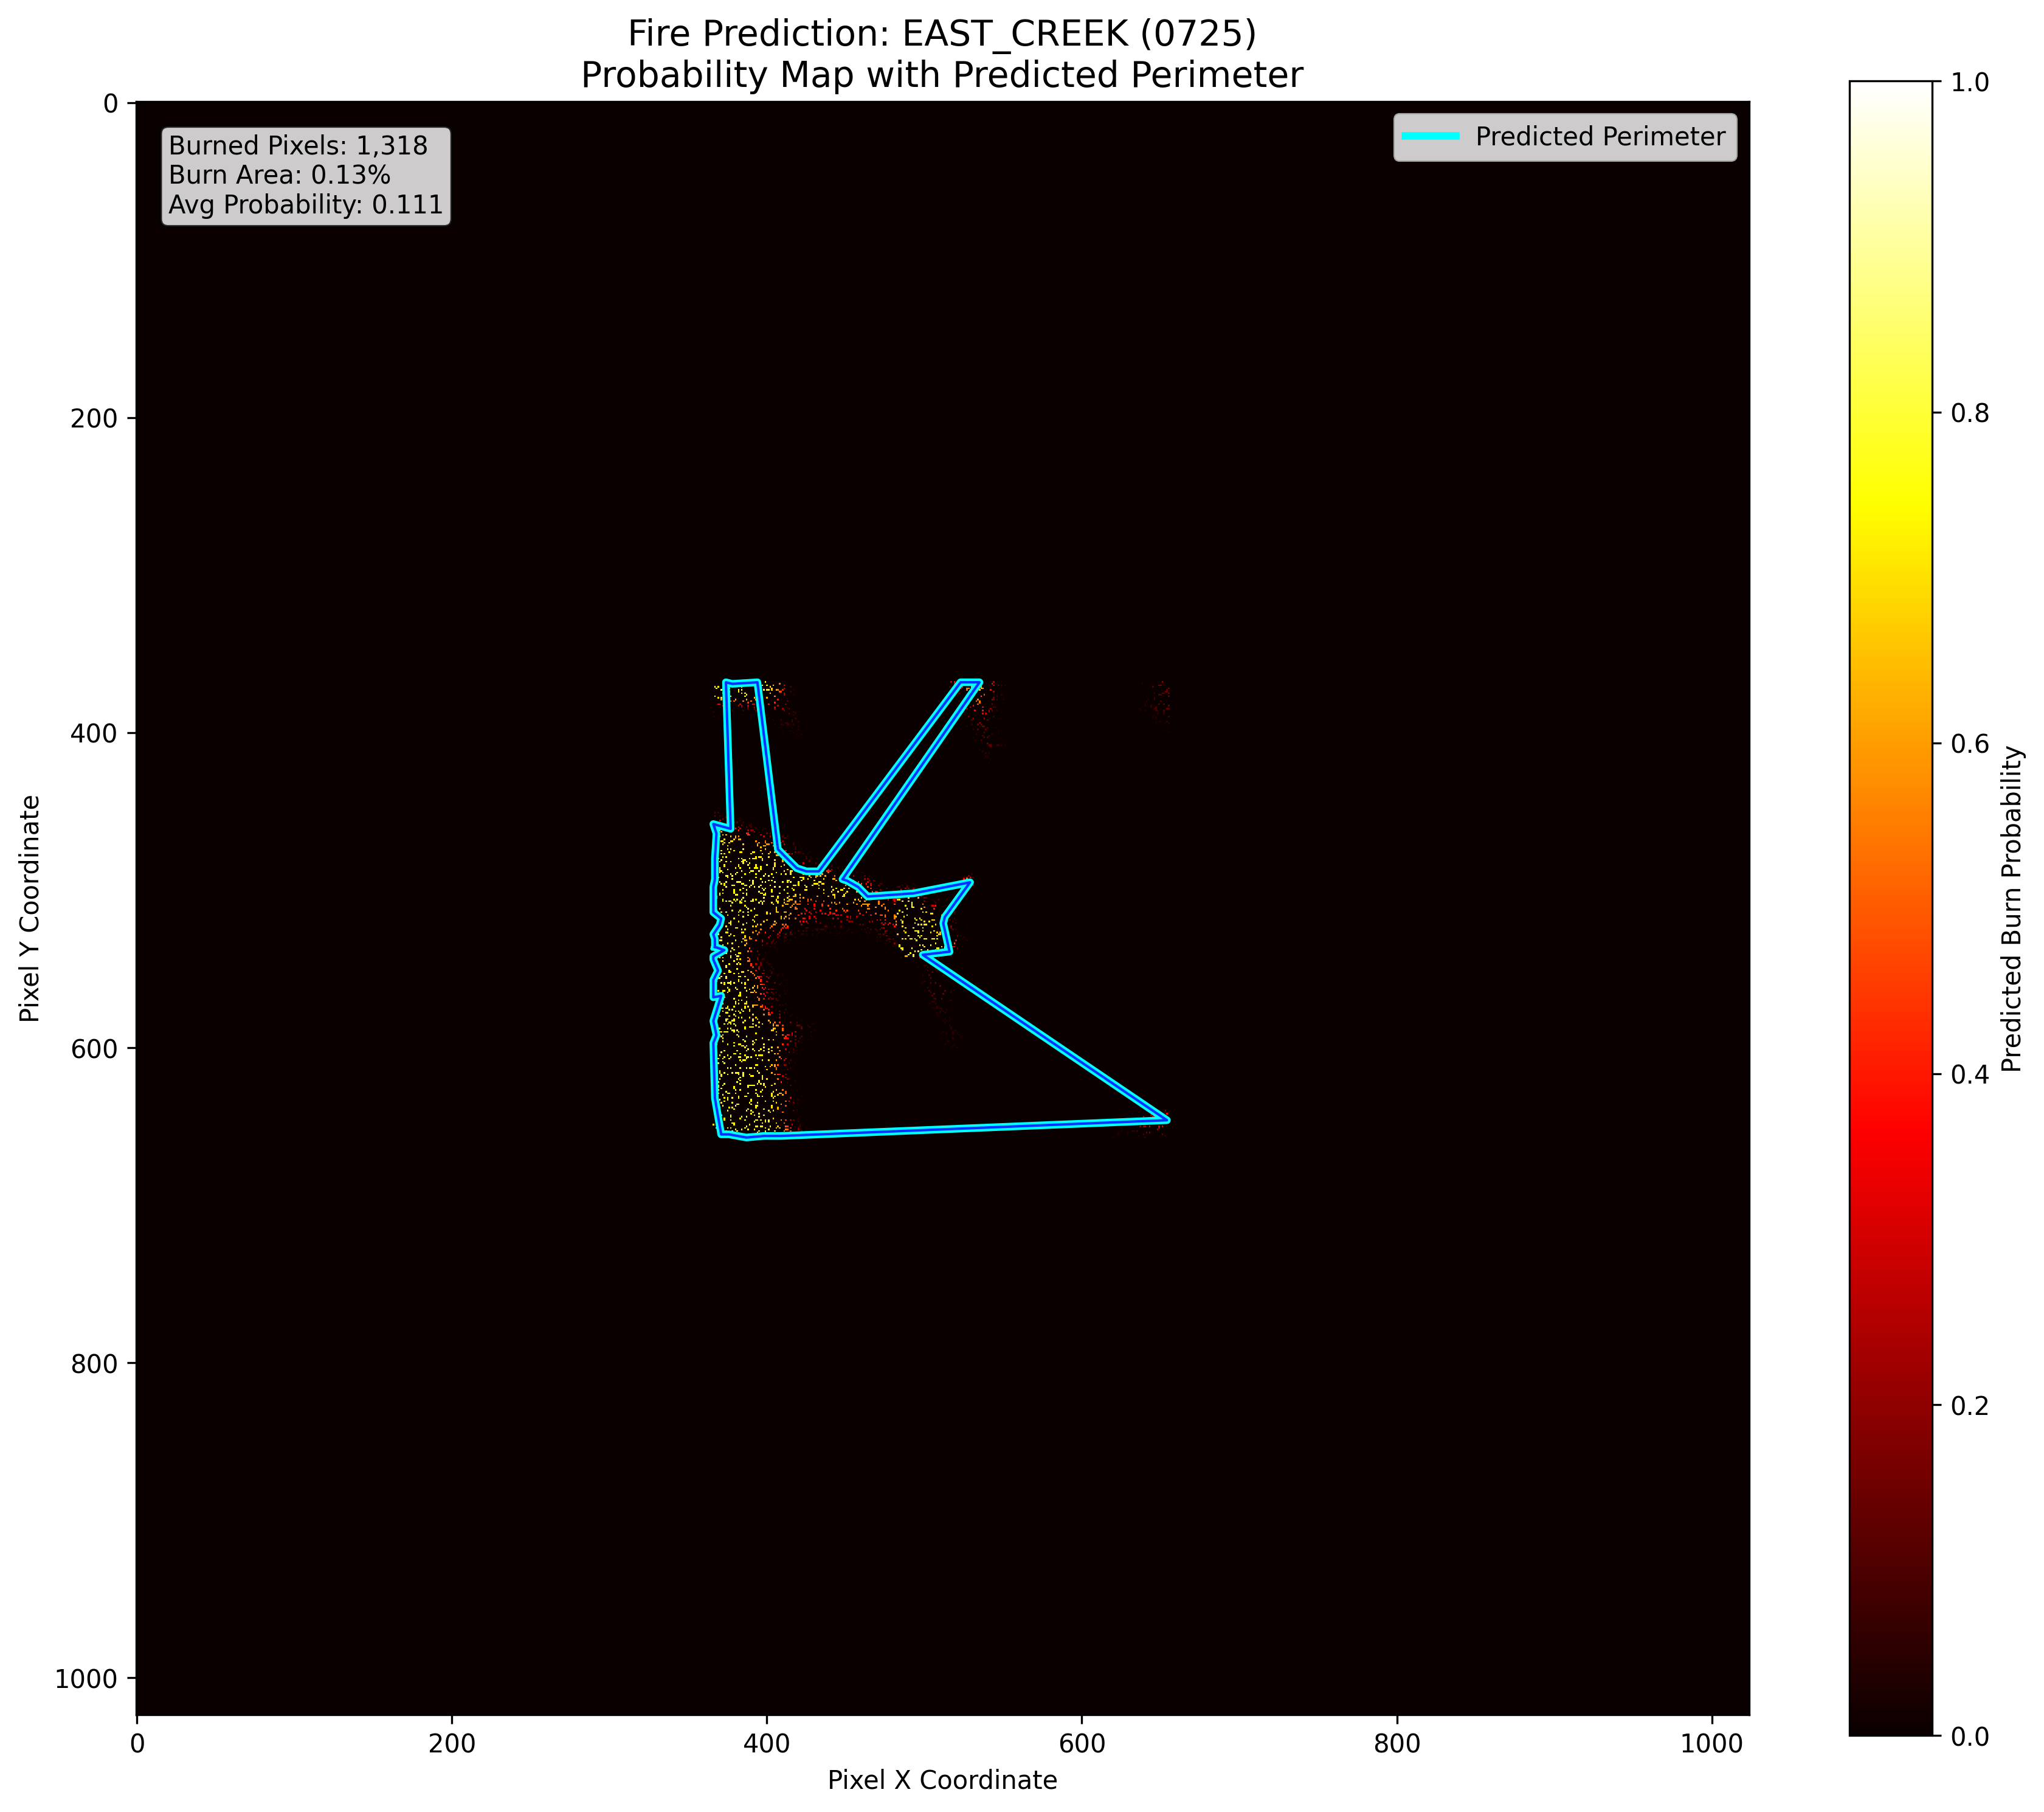 Fire Prediction: EAST_CREEK (0725)
Probability Map with Predicted Perimeter
Burned Pixels: 1,318
Burn Area: 0.13%
Avg Probability: 0.111
Predicted Perimeter
0
200
400
600
800
1000
Pixel Y Coordinate
0
200
400
600
800
1000
Pixel X Coordinate
1.0
0.8
0.6
0.4
0.2
0.0
Predicted Burn Probability